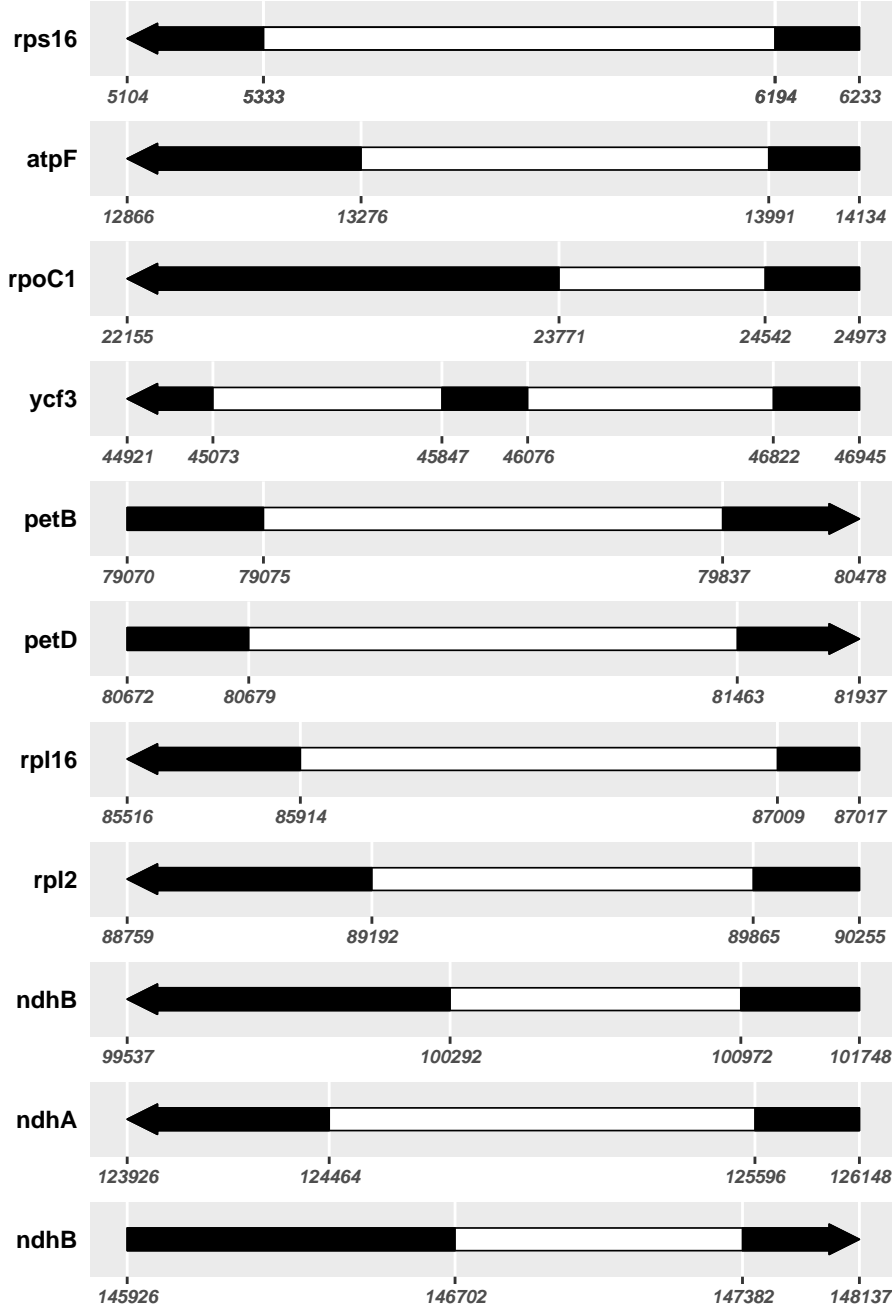 rps16
5104 5333 6194 6233
atpF
12866 13276 13991 14134
rpoC1
22155 23771 24542 24973
ycf3
44921 45073 45847 46076 46822 46945
petB
79070 79075 79837 80478
petD
80672 80679 81463 81937
rpl16
85516 85914 87009 87017
rpl2
88759 89192 89865 90255
ndhB
99537 100292 100972 101748
ndhA
123926 124464 125596 126148
ndhB
145926 146702 147382 148137